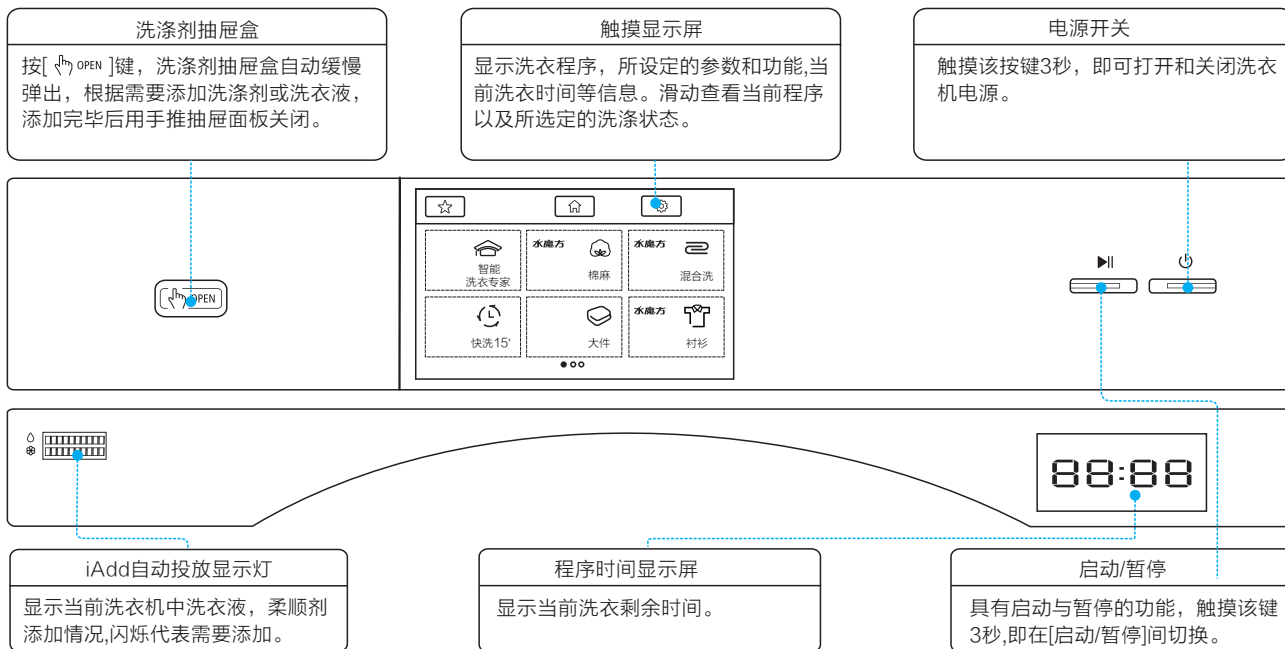 洗涤剂抽屉盒
按[ OPEN ]键，洗涤剂抽屉盒自动缓慢
弹出，根据需要添加洗涤剂或洗衣液，
添加完毕后用手推抽屉面板关闭。
触摸显示屏
显示洗衣程序，所设定的参数和功能,当
前洗衣时间等信息。滑动查看当前程序
以及所选定的洗涤状态。
电源开关
触摸该按键3秒，即可打开和关闭洗衣
机电源。
OPEN
智能
洗衣专家
水魔方
棉麻
水魔方
混合洗
快洗15'
大件
水魔方
衬衫
88:88
iAdd自动投放显示灯
显示当前洗衣机中洗衣液，柔顺剂
添加情况,闪烁代表需要添加。
程序时间显示屏
显示当前洗衣剩余时间。
启动/暂停
具有启动与暂停的功能，触摸该键
3秒,即在[启动/暂停]间切换。